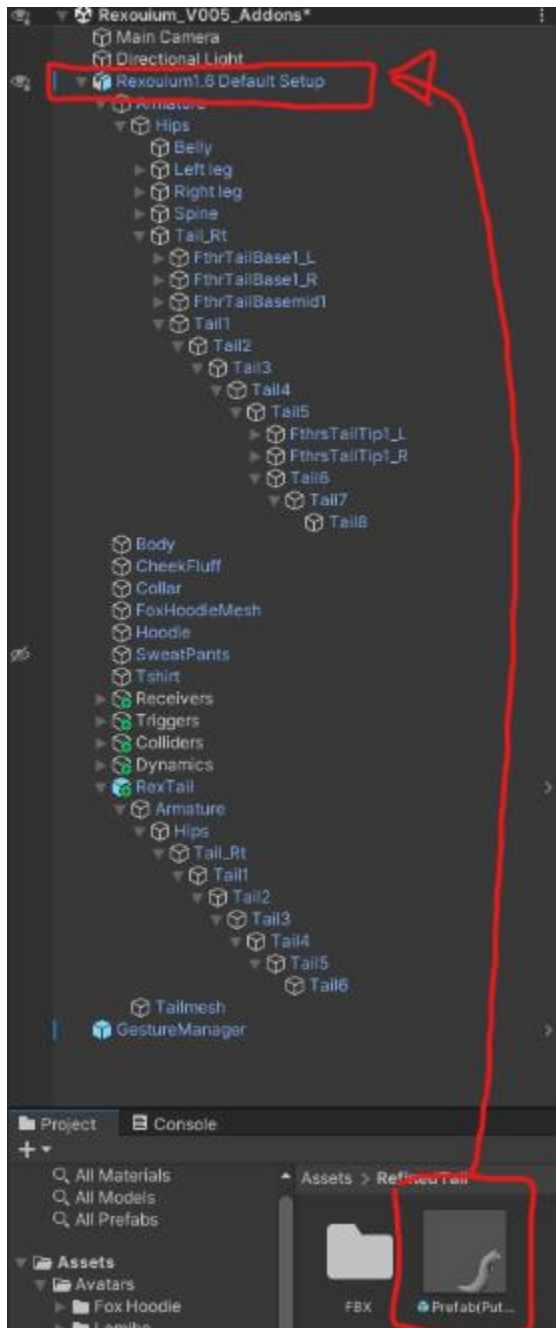 Rexouium_V005_Addons*
Main Camera
Directional Light
Rexouium1.6 Default Setup
Armature
Hips
Belly
Left leg
Right leg
Spine
Tail_Rt
FthrTailBase1_L
FthrTailBase1_R
FthrTailBasemid1
Tail1
Tail2
Tail3
Tail4
Tail5
FthrsTailTip1_L
FthrsTailTip1_R
Tail6
Tail7
Tail8
Body
CheekFluff
Collar
FoxHoodieMesh
Hoodie
SweatPants
Tshirt
Receivers
Triggers
Colliders
Dynamics
RexTail
Armature
Hips
Tail_Rt
Tail1
Tail2
Tail3
Tail4
Tail5
Tail6
Tailmesh
GestureManager
Project Console
All Materials
All Models
All Prefabs
Assets
Avatars
Fox Hoodie
Assets > RefinedTail
FBX
Prefab(Put...